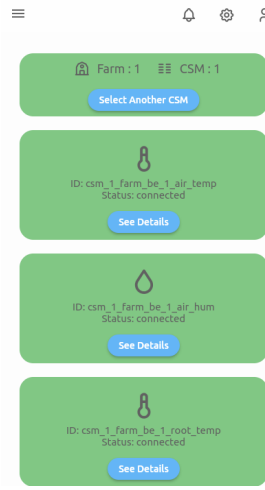 Farm : 1 CSM : 1
Select Another CSM
ID: csm_1_farm_be_1_air_temp
Status: connected
See Details
ID: csm_1_farm_be_1_air_hum
Status: connected
See Details
ID: csm_1_farm_be_1_root_temp
Status: connected
See Details